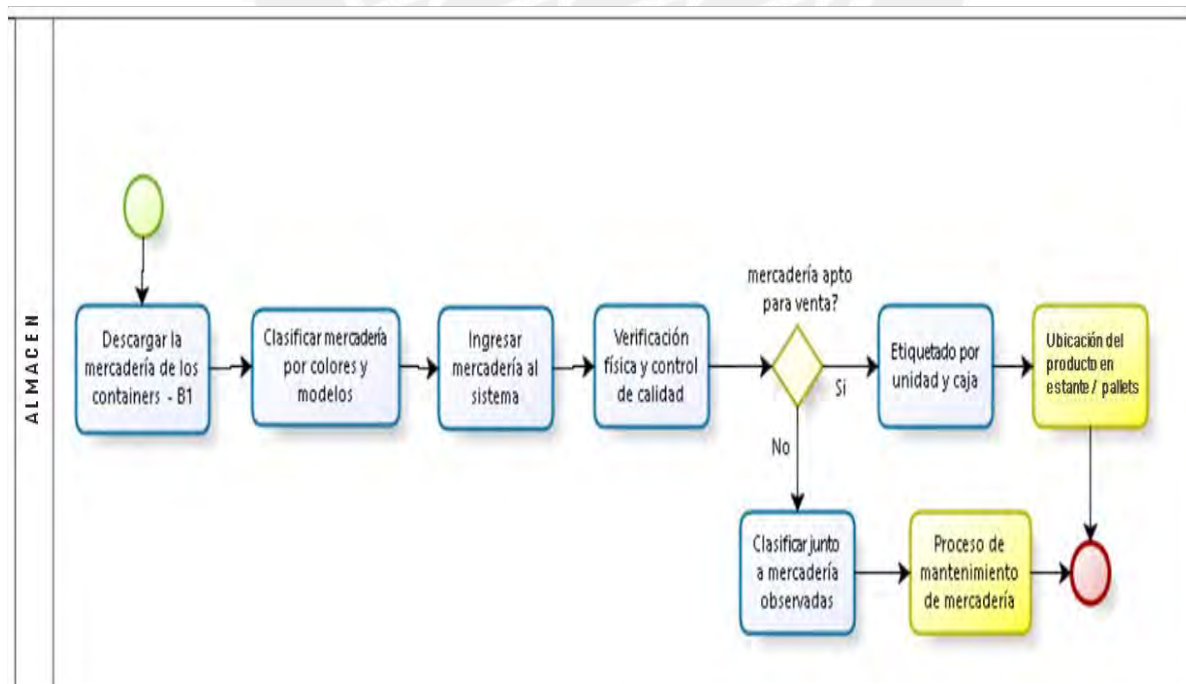 ALMACEN
Descargar la
mercadería de los
containers - B1
Clasificar mercadería
por colores y
modelos
Ingresar
mercadería al
sistema
Verificación
física y control
de calidad
mercadería apto
para venta?
Si
No
Etiquetado por
unidad y caja
Ubicación del
producto en
estante / pallets
Clasificar junto
a mercadería
observadas
Proceso de
mantenimiento
de mercadería